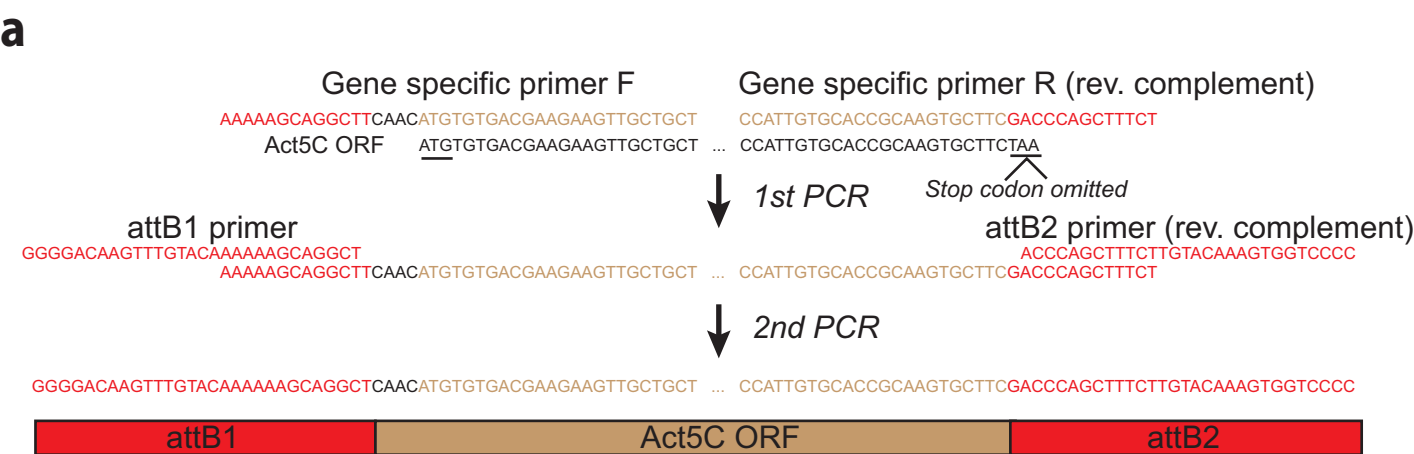 a
Gene specific primer F
Gene specific primer R (rev. complement)
AAAAAGCAGGCTTCAACATGTGTGACGAAGAAGTTGCTGCT CCATTGTGCACCGCAAGTGCTTCGACCCAGCTTTCT
Act5C ORF ATGTGTGACGAAGAAGTTGCTGCT ... CCATTGTGCACCGCAAGTGCTTCTAA
Stop codon omitted
1st PCR
attB1 primer
attB2 primer (rev. complement)
GGGGACAAGTTTGTACAAAAAAGCAGGCT ACCCAGCTTTCTTGTACAAAGTGGTCCCC
AAAAAGCAGGCTTCAACATGTGTGACGAAGAAGTTGCTGCT ... CCATTGTGCACCGCAAGTGCTTCGACCCAGCTTTCT
2nd PCR
GGGGACAAGTTTGTACAAAAAAGCAGGCTCAACATGTGTGACGAAGAAGTTGCTGCT ... CCATTGTGCACCGCAAGTGCTTCGACCCAGCTTTCTTGTACAAAGTGGTCCCC
attB1 Act5C ORF attB2